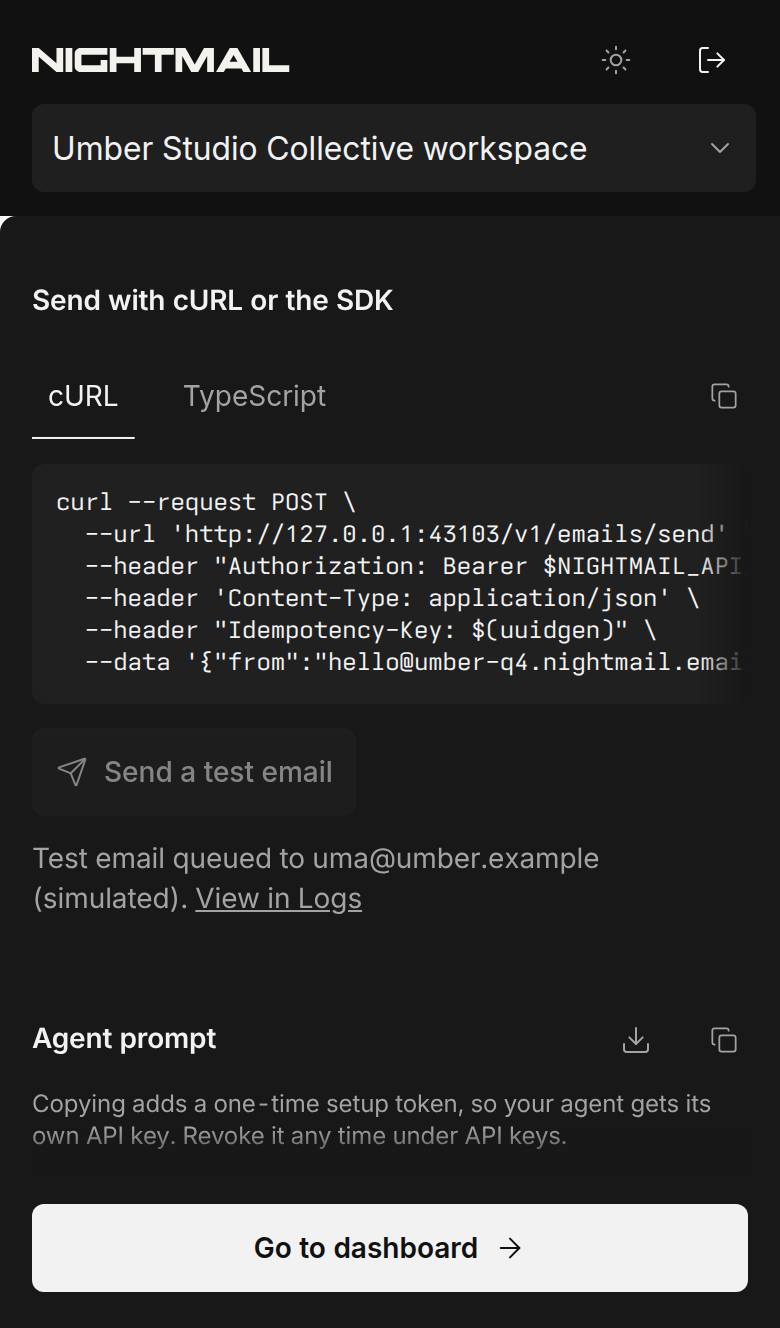 NIGHTMAIL
Umber Studio Collective workspace
Send with cURL or the SDK
cURL
TypeScript
curl --request POST \
  --url 'http://127.0.0.1:43103/v1/emails/send'
  --header "Authorization: Bearer $NIGHTMAIL_API
  --header 'Content-Type: application/json' \
  --header "Idempotency-Key: $(uuidgen)" \
  --data '{"from":"hello@umber-q4.nightmail.emai
Send a test email
Test email queued to uma@umber.example
(simulated). View in Logs
Agent prompt
Copying adds a one-time setup token, so your agent gets its
own API key. Revoke it any time under API keys.
Go to dashboard